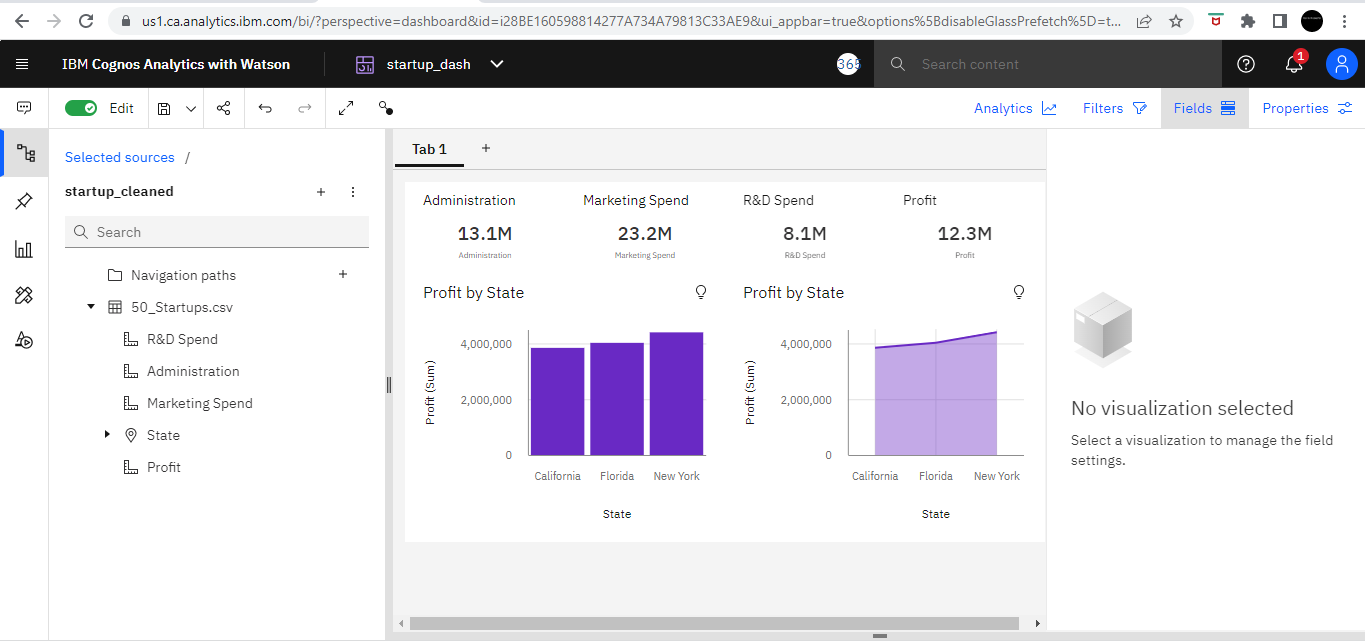 us1.ca.analytics.ibm.com/bi/?perspective=dashboard&id=i28BE160598814277A734A79813C33AE9&ui_appbar=true&options%5BdisableGlassPrefetch%5D=t...
IBM Cognos Analytics with Watson
startup_dash
365
Search content
1
Edit
Analytics
Filters
Fields
Properties
Selected sources /
startup_cleaned
Search
Navigation paths
50_Startups.csv
R&D Spend
Administration
Marketing Spend
State
Profit
Tab 1
Administration Marketing Spend R&D Spend Profit
13.1M 23.2M 8.1M 12.3M
Administration Marketing Spend R&D Spend Profit
Profit by State
Profit (Sum)
4,000,000
2,000,000
0
California Florida New York
State
Profit by State
Profit (Sum)
4,000,000
2,000,000
0
California Florida New York
State
No visualization selected
Select a visualization to manage the field
settings.